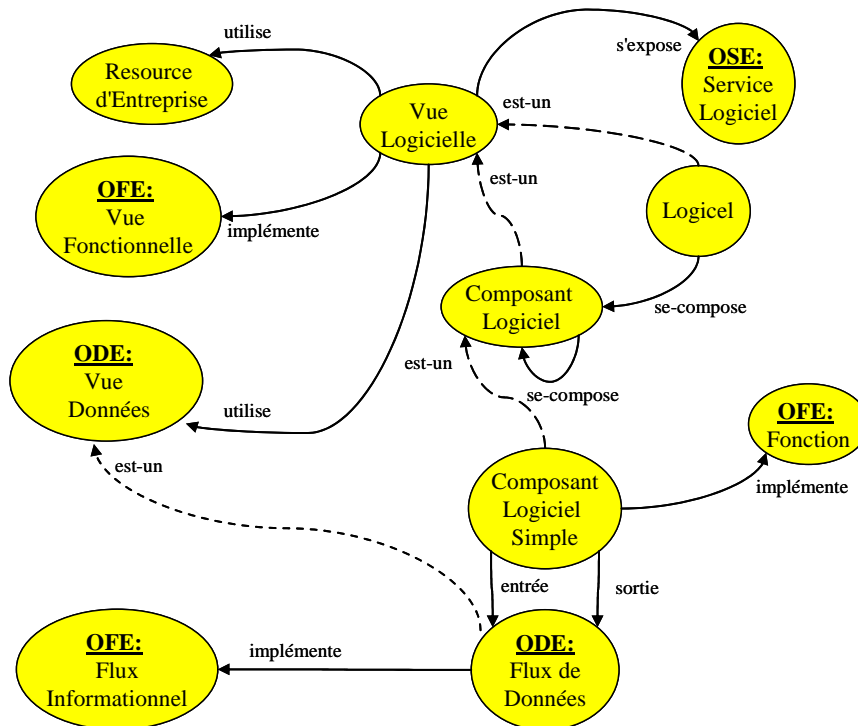 utilise
s'expose
Resource
d'Entreprise
OSE:
Service
Logiciel
Vue
Logicielle
est-un
est-un
OFE:
Vue
Fonctionnelle
implémente
Logicel
Composant
Logiciel
se-compose
ODE:
Vue
Données
est-un
se-compose
utilise
OFE:
Fonction
est-un
Composant
Logiciel
Simple
implémente
entrée
sortie
OFE:
Flux
Informationnel
implémente
ODE:
Flux de
Données